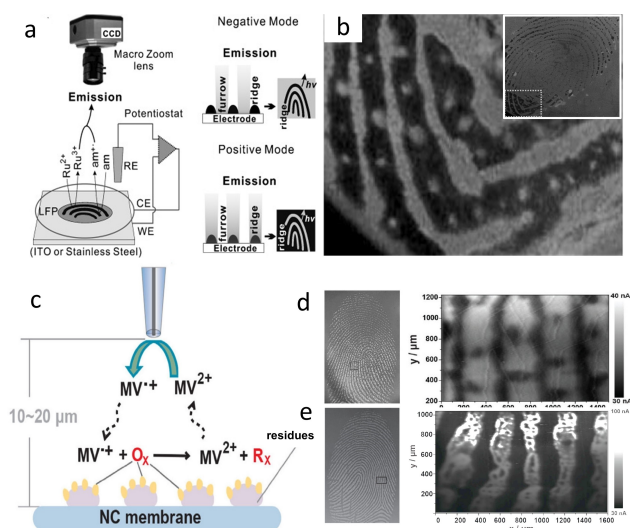 a
CCD
Macro Zoom
lens
Emission
Potentiostat
Ru2+
Ru3+
am+·
am
RE
LFP
CE
WE
(ITO or Stainless Steel)
Negative Mode
Emission
furrow
ridge
Electrode
ridge
hv
Positive Mode
Emission
furrow
ridge
Electrode
ridge
hv
b
c
MV·+ MV2+
10~20 μm
MV·+ + Ox → MV2+ + Rx
residues
NC membrane
d
y / μm
1200
1000
800
600
400
200
0 200 400 600 800 1000 1200 1400
40 nA
30 nA
e
y / μm
1000
800
600
400
200
0
0 200 400 600 800 1000 1200 1400 1600
x / μm
100 nA